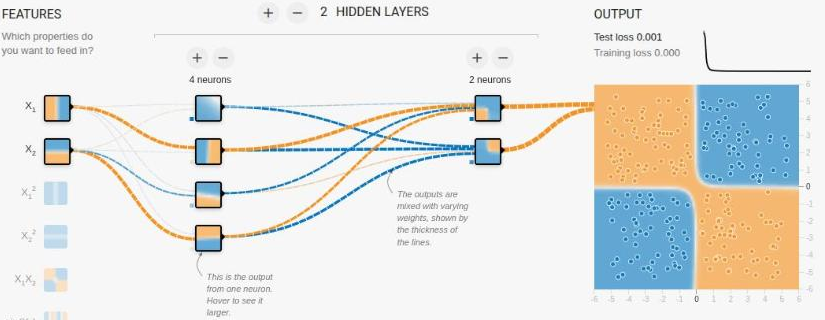 FEATURES
+ − 2 HIDDEN LAYERS
OUTPUT
Which properties do
you want to feed in?
Test loss 0.001
Training loss 0.000
+ −
+ −
4 neurons
2 neurons
X1
X2
X1²
X2²
X1X2
The outputs are
mixed with varying
weights, shown by
the thickness of
the lines.
This is the output
from one neuron.
Hover to see it
larger.
6
5
4
3
2
1
0
-1
-2
-3
-4
-5
-6
-6 -5 -4 -3 -2 -1 0 1 2 3 4 5 6